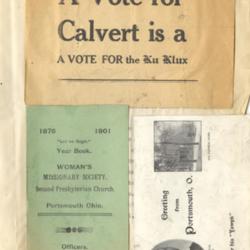 A Vote for
Calvert is a
A VOTE FOR the Ku Klux
1876 1901
Year Book.
WOMAN'S
MISSIONARY SOCIETY,
Second Presbyterian Church,
Portsmouth Ohio.
Officers.
Greeting
from
Portsmouth, O.